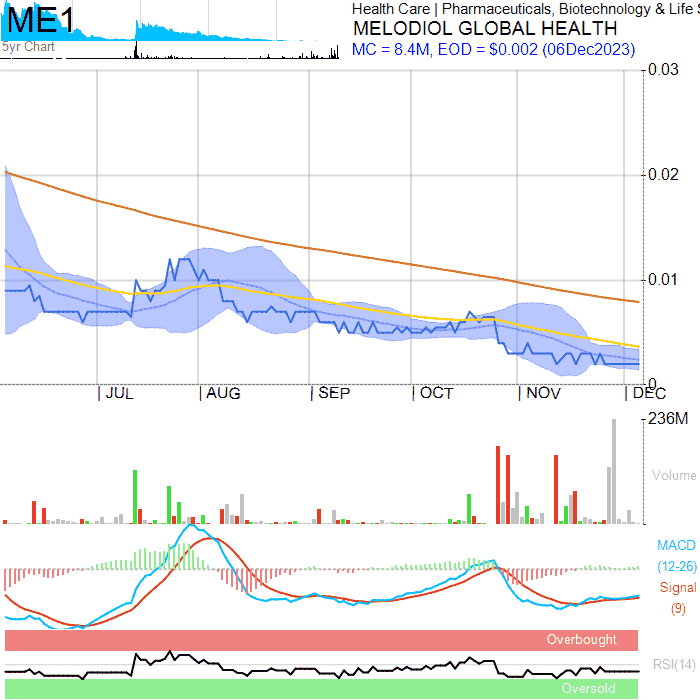 ME1
5yr Chart
Health Care | Pharmaceuticals, Biotechnology & Life S
MELODIOL GLOBAL HEALTH
MC = 8.4M, EOD = $0.002 (06Dec2023)
0.03
0.02
0.01
0
JUL AUG SEP OCT NOV DEC
236M
Volume
MACD
(12-26)
Signal
(9)
Overbought
RSI(14)
Oversold